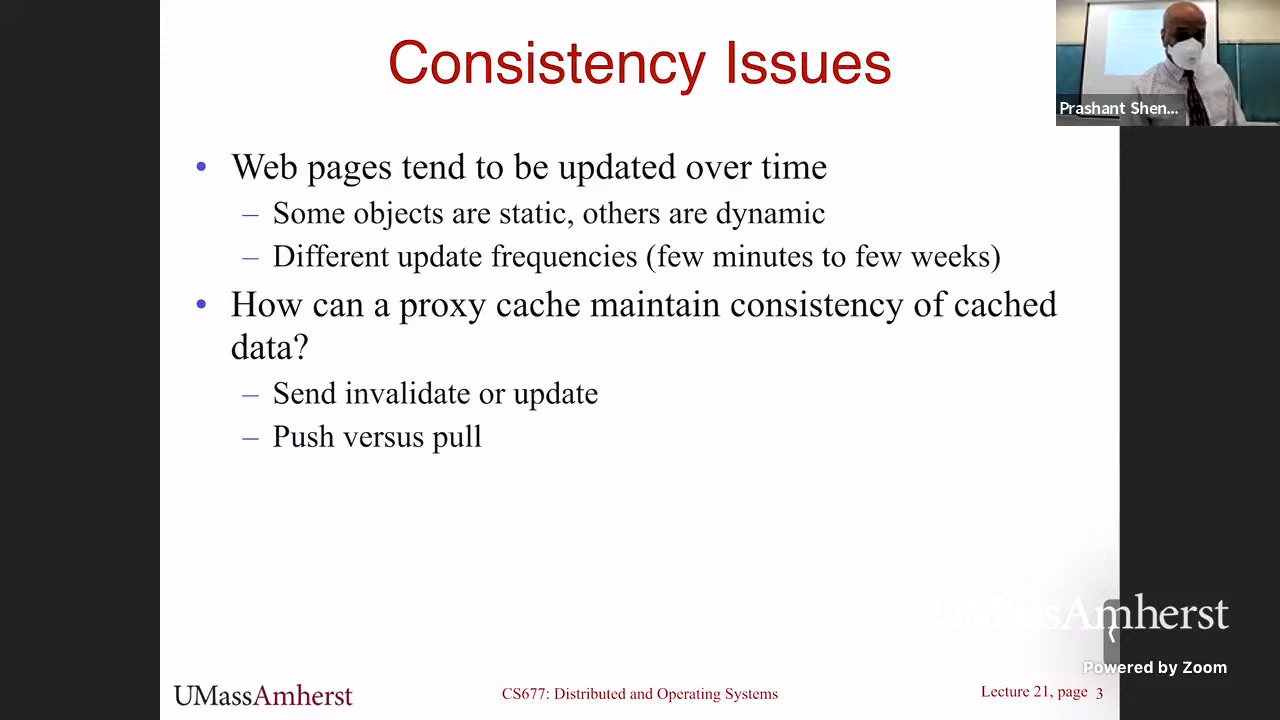 Consistency Issues
Prashant Shen...
• Web pages tend to be updated over time
– Some objects are static, others are dynamic
– Different update frequencies (few minutes to few weeks)
• How can a proxy cache maintain consistency of cached
data?
– Send invalidate or update
– Push versus pull
UMassAmherst
Powered by Zoom
UMassAmherst
CS677: Distributed and Operating Systems
Lecture 21, page 3